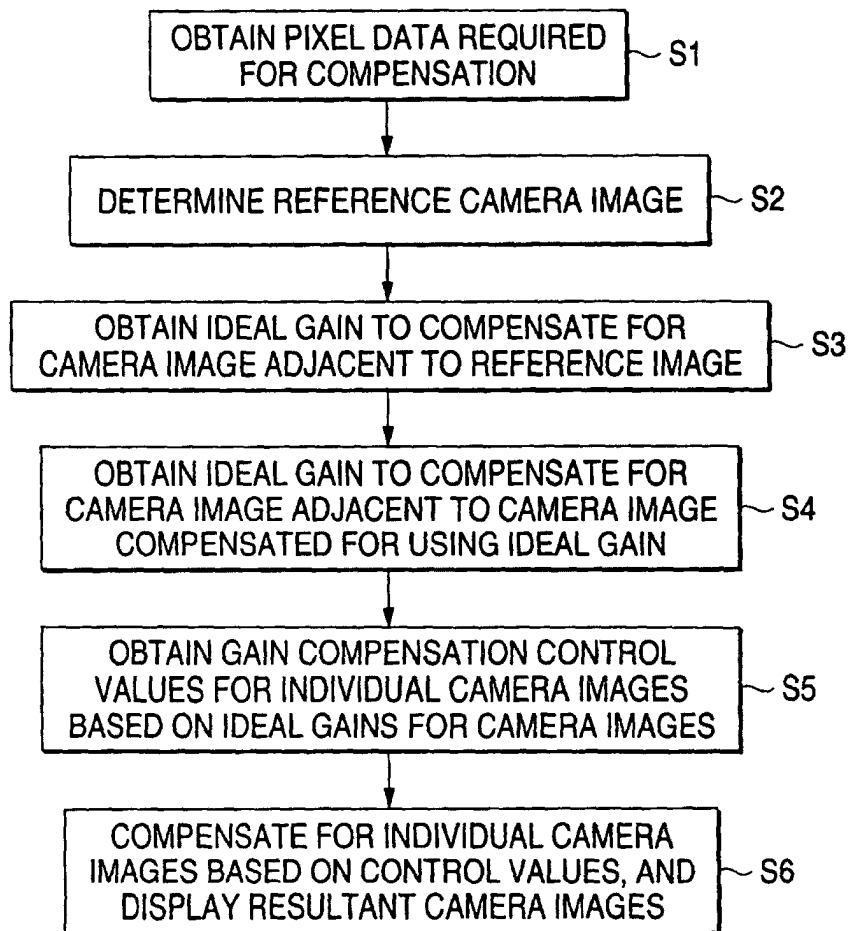 OBTAIN PIXEL DATA REQUIRED
FOR COMPENSATION
S1
DETERMINE REFERENCE CAMERA IMAGE
S2
OBTAIN IDEAL GAIN TO COMPENSATE FOR
CAMERA IMAGE ADJACENT TO REFERENCE IMAGE
S3
OBTAIN IDEAL GAIN TO COMPENSATE FOR
CAMERA IMAGE ADJACENT TO CAMERA IMAGE
COMPENSATED FOR USING IDEAL GAIN
S4
OBTAIN GAIN COMPENSATION CONTROL
VALUES FOR INDIVIDUAL CAMERA IMAGES
BASED ON IDEAL GAINS FOR CAMERA IMAGES
S5
COMPENSATE FOR INDIVIDUAL CAMERA
IMAGES BASED ON CONTROL VALUES, AND
DISPLAY RESULTANT CAMERA IMAGES
S6